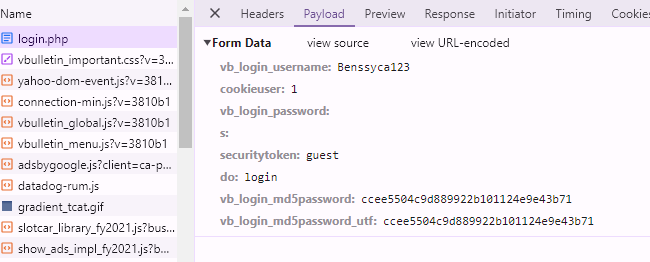 Name
login.php
vbulletin_important.css?v=3...
yahoo-dom-event.js?v=381...
connection-min.js?v=3810b1
vbulletin_global.js?v=3810b1
vbulletin_menu.js?v=3810b1
adsbygoogle.js?client=ca-p...
datadog-rum.js
gradient_tcat.gif
slotcar_library_fy2021.js?bus...
show_ads_impl_fy2021.js?b...
Headers Payload Preview Response Initiator Timing Cookies
▼Form Data view source view URL-encoded
vb_login_username: Benssyca123
cookieuser: 1
vb_login_password:
s:
securitytoken: guest
do: login
vb_login_md5password: ccee5504c9d889922b101124e9e43b71
vb_login_md5password_utf: ccee5504c9d889922b101124e9e43b71